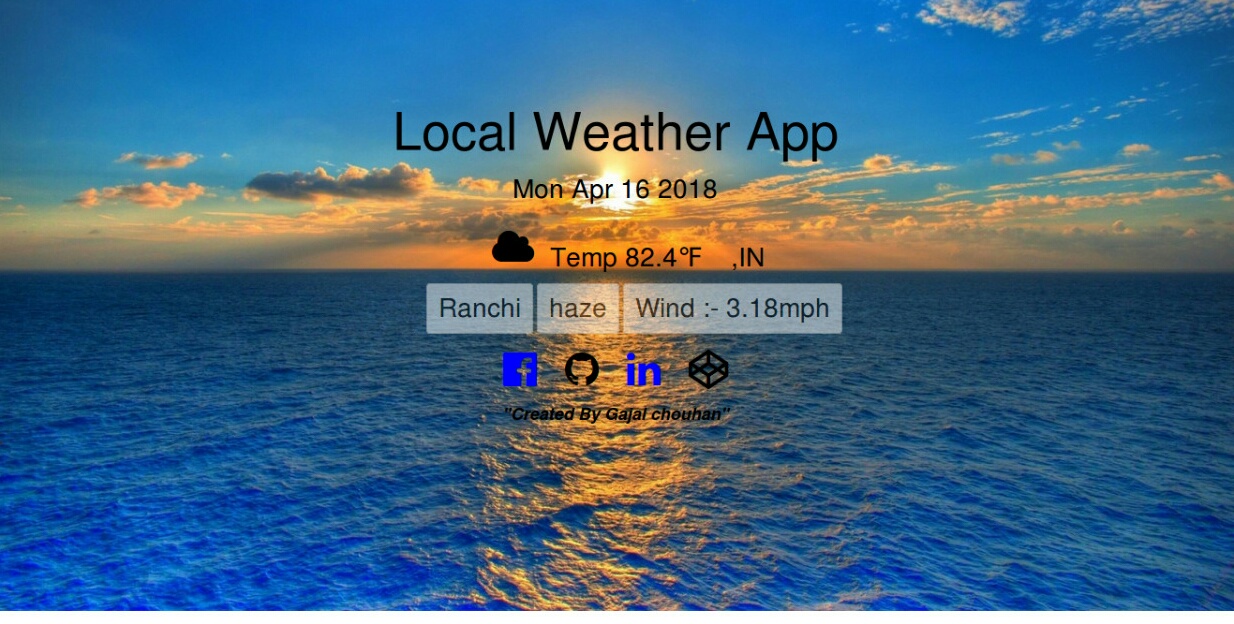 Local Weather App
Mon Apr 16 2018
Temp 82.4°F ,IN
Ranchi haze Wind :- 3.18mph
"Created By Gajal chouhan"